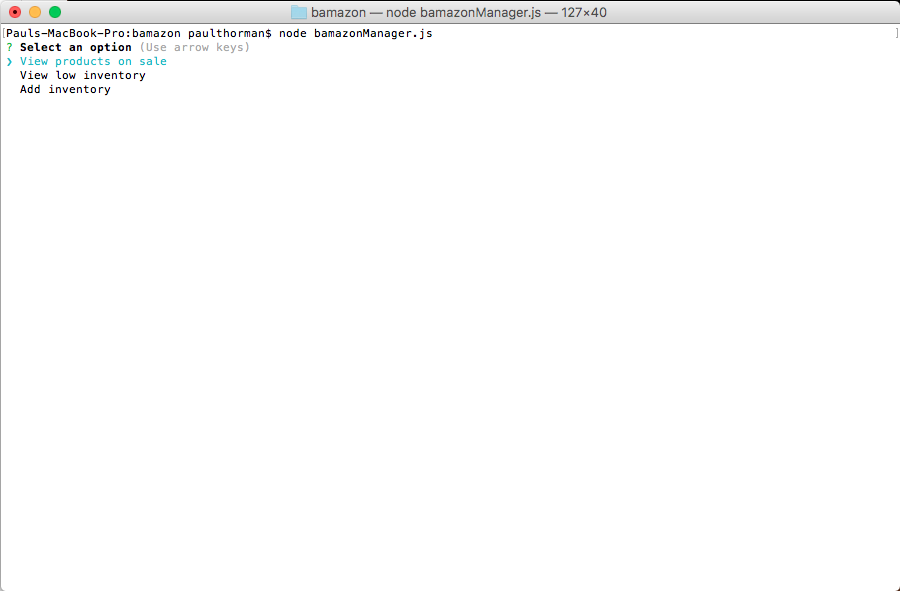 bamazon — node bamazonManager.js — 127×40
[Pauls-MacBook-Pro:bamazon paulthorman$ node bamazonManager.js ]
? Select an option (Use arrow keys)
❯ View products on sale
View low inventory
Add inventory